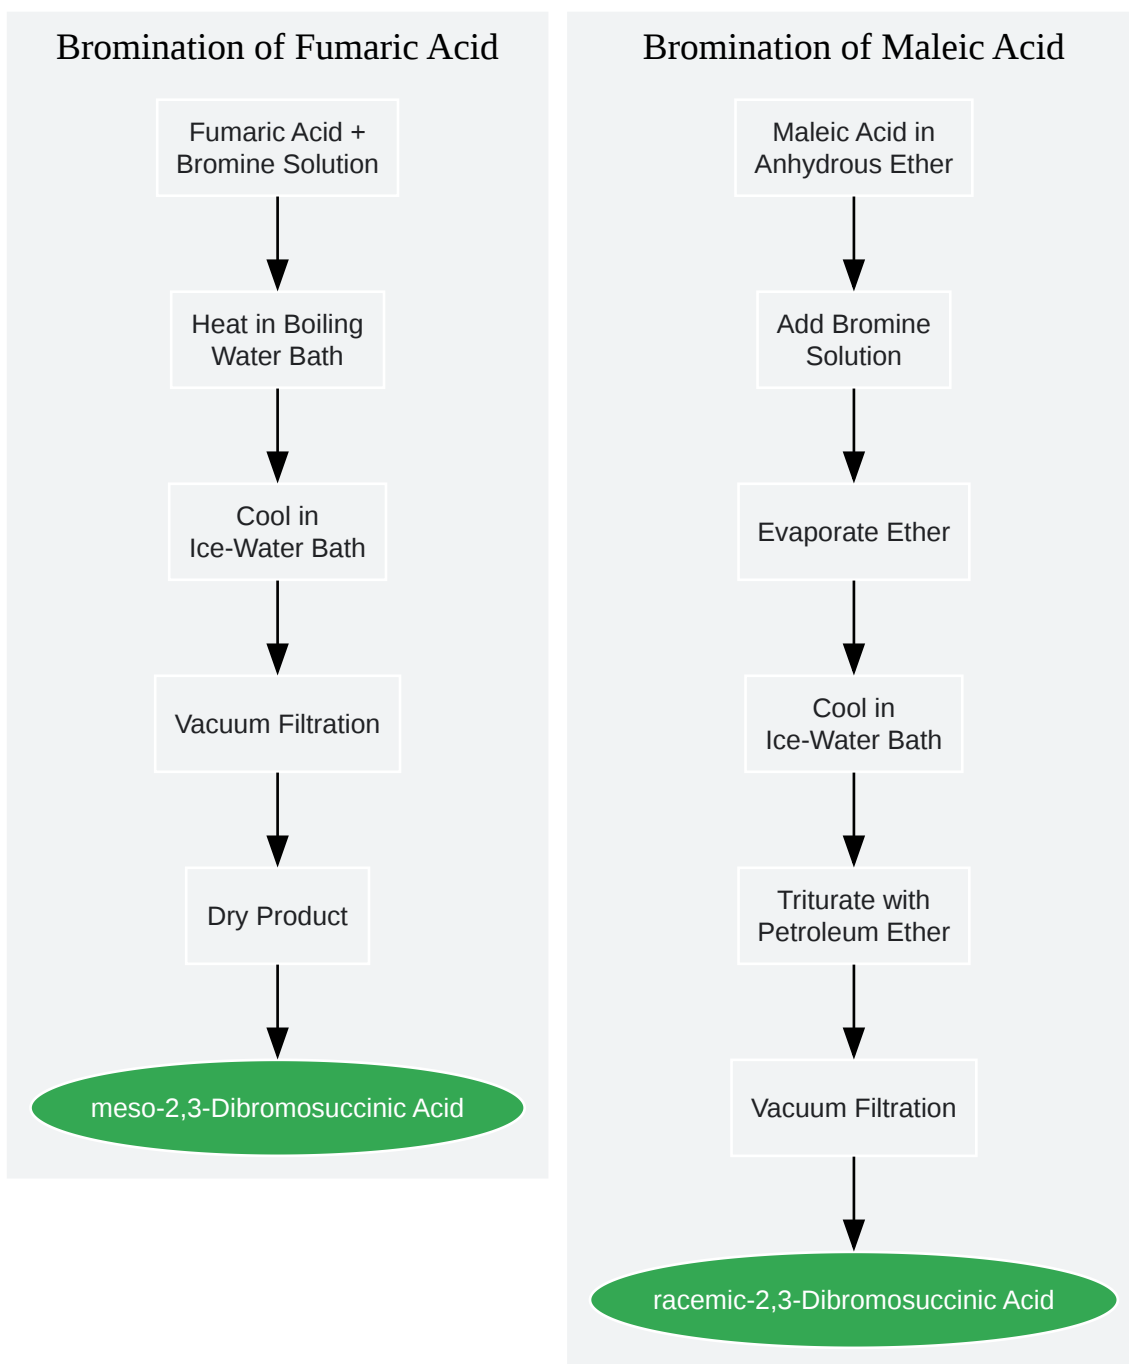 Bromination of Fumaric Acid
Fumaric Acid +
Bromine Solution
Heat in Boiling
Water Bath
Cool in
Ice-Water Bath
Vacuum Filtration
Dry Product
meso-2,3-Dibromosuccinic Acid
Bromination of Maleic Acid
Maleic Acid in
Anhydrous Ether
Add Bromine
Solution
Evaporate Ether
Cool in
Ice-Water Bath
Triturate with
Petroleum Ether
Vacuum Filtration
racemic-2,3-Dibromosuccinic Acid